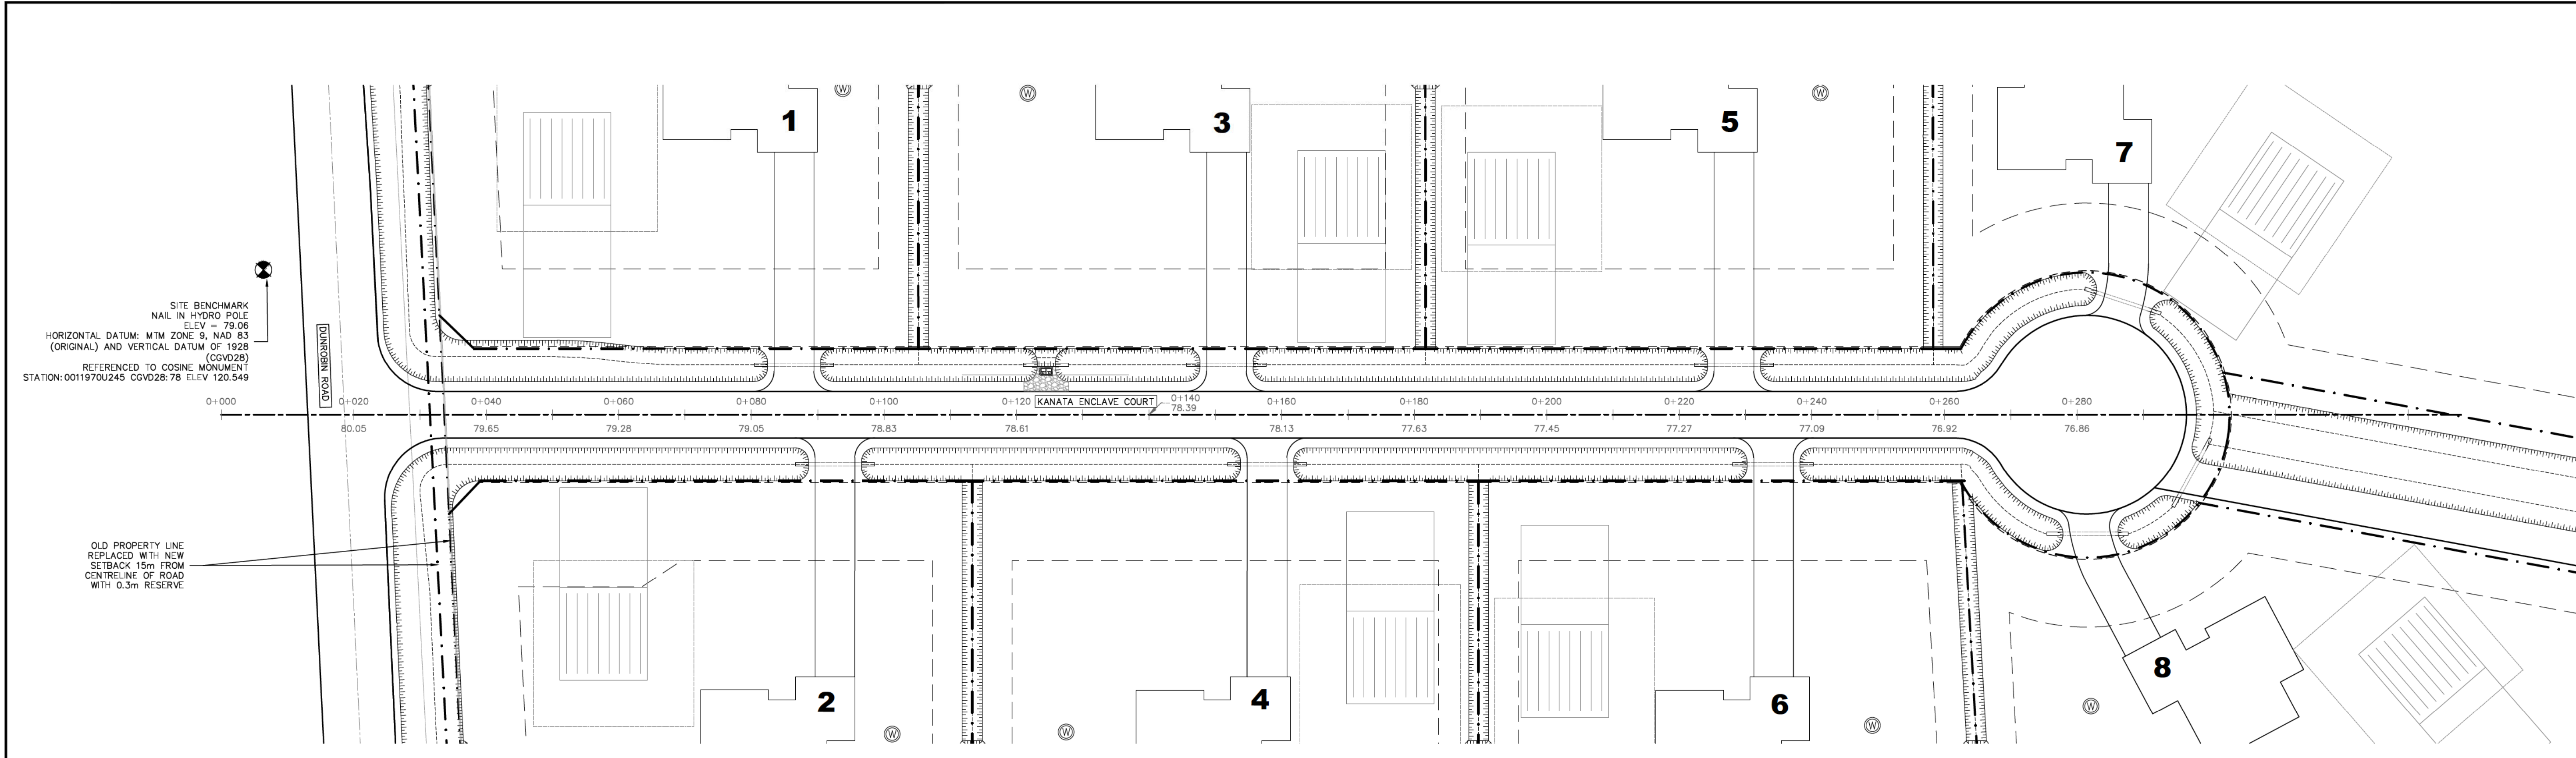 1
3
5
7
W
W
W
SITE BENCHMARK
NAIL IN HYDRO POLE
ELEV = 79.06
HORIZONTAL DATUM: MTM ZONE 9, NAD 83
(ORIGINAL) AND VERTICAL DATUM OF 1928
(CGVD28)
REFERENCED TO COSINE MONUMENT
STATION: 0011970U245 CGVD28: 78 ELEV 120.549
DUNROBIN ROAD
0+000 0+020 0+040 0+060 0+080 0+100 0+120 KANATA ENCLAVE COURT 0+140 0+160 0+180 0+200 0+220 0+240 0+260 0+280
78.39
80.05 79.65 79.28 79.05 78.83 78.61 78.13 77.63 77.45 77.27 77.09 76.92 76.86
OLD PROPERTY LINE
REPLACED WITH NEW
SETBACK 15m FROM
CENTRELINE OF ROAD
WITH 0.3m RESERVE
2
4
6
8
W
W
W
W